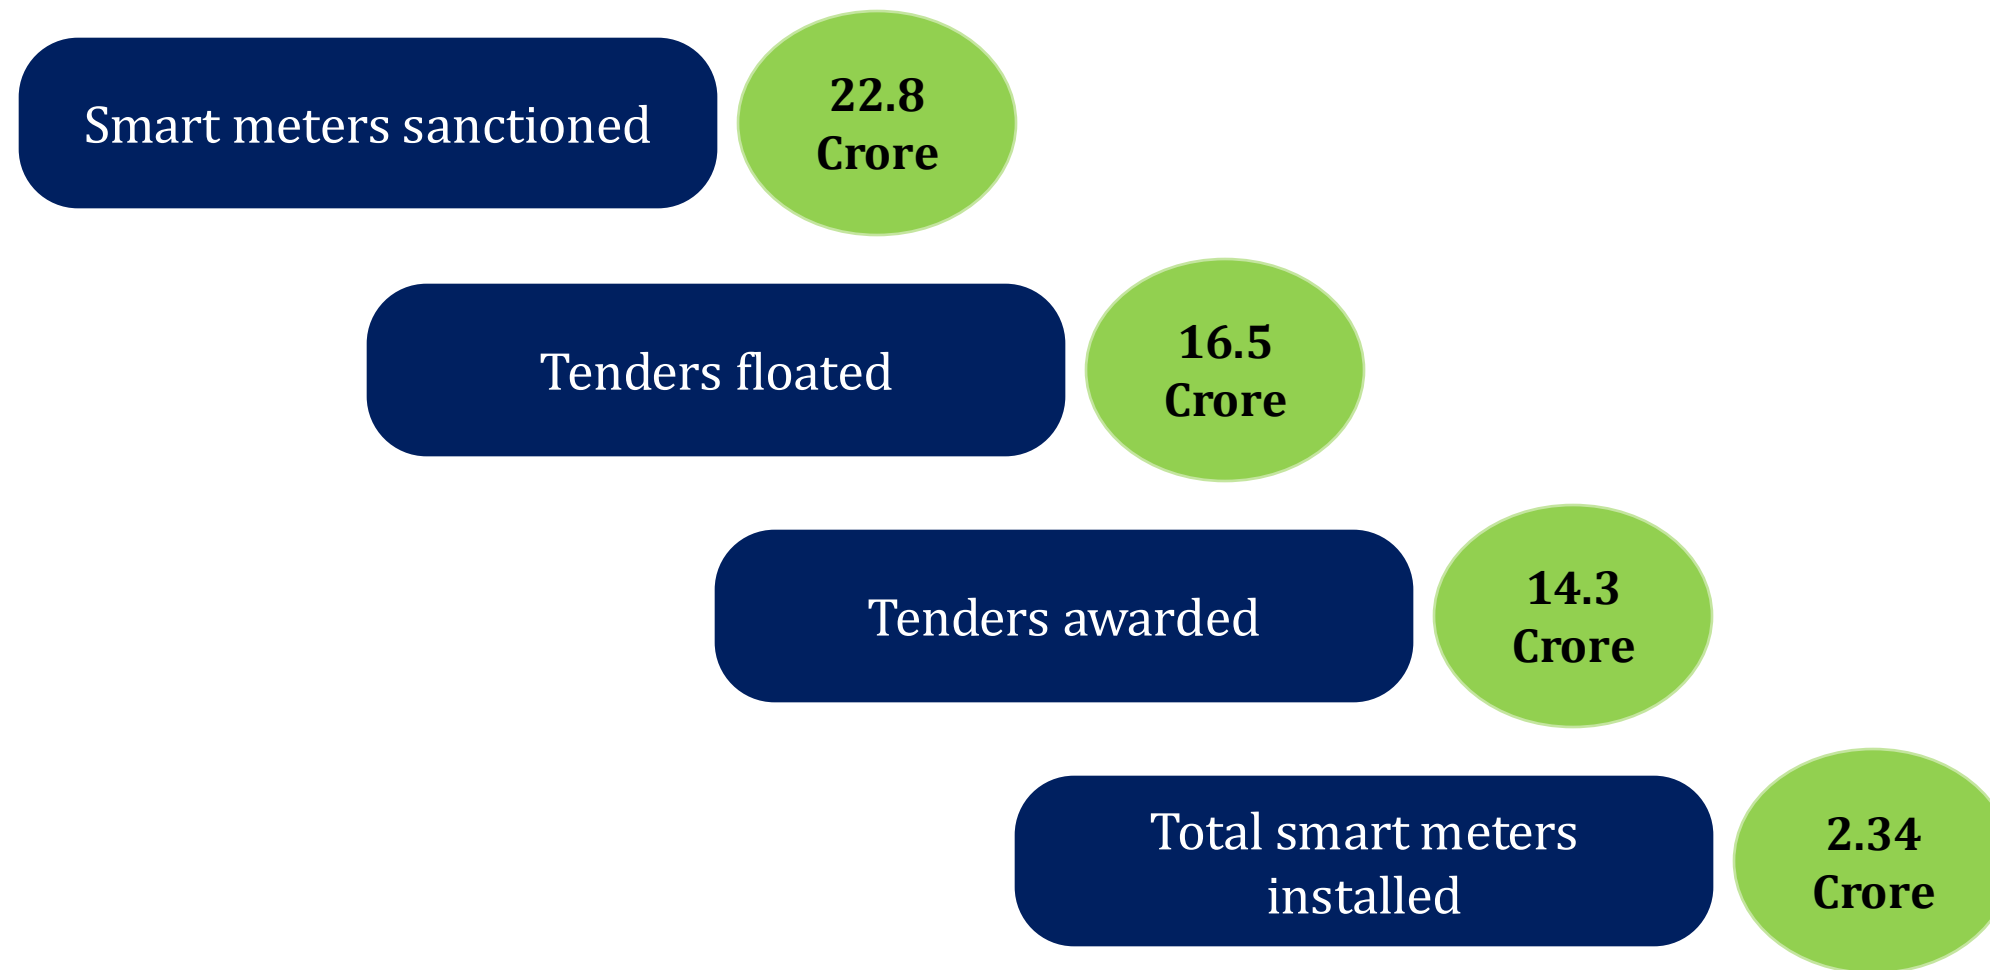 Smart meters sanctioned
22.8
Crore
Tenders floated
16.5
Crore
Tenders awarded
14.3
Crore
Total smart meters
installed
2.34
Crore